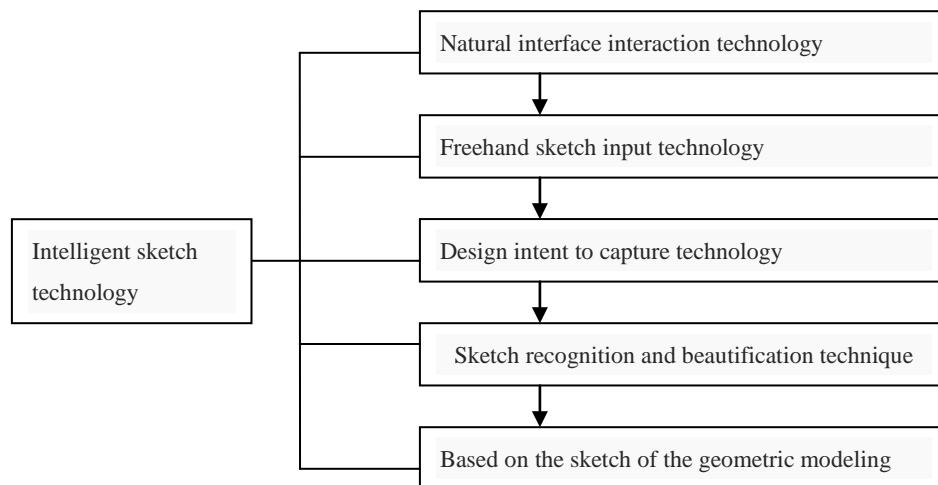 Natural interface interaction technology
Freehand sketch input technology
Intelligent sketch
technology
Design intent to capture technology
Sketch recognition and beautification technique
Based on the sketch of the geometric modeling